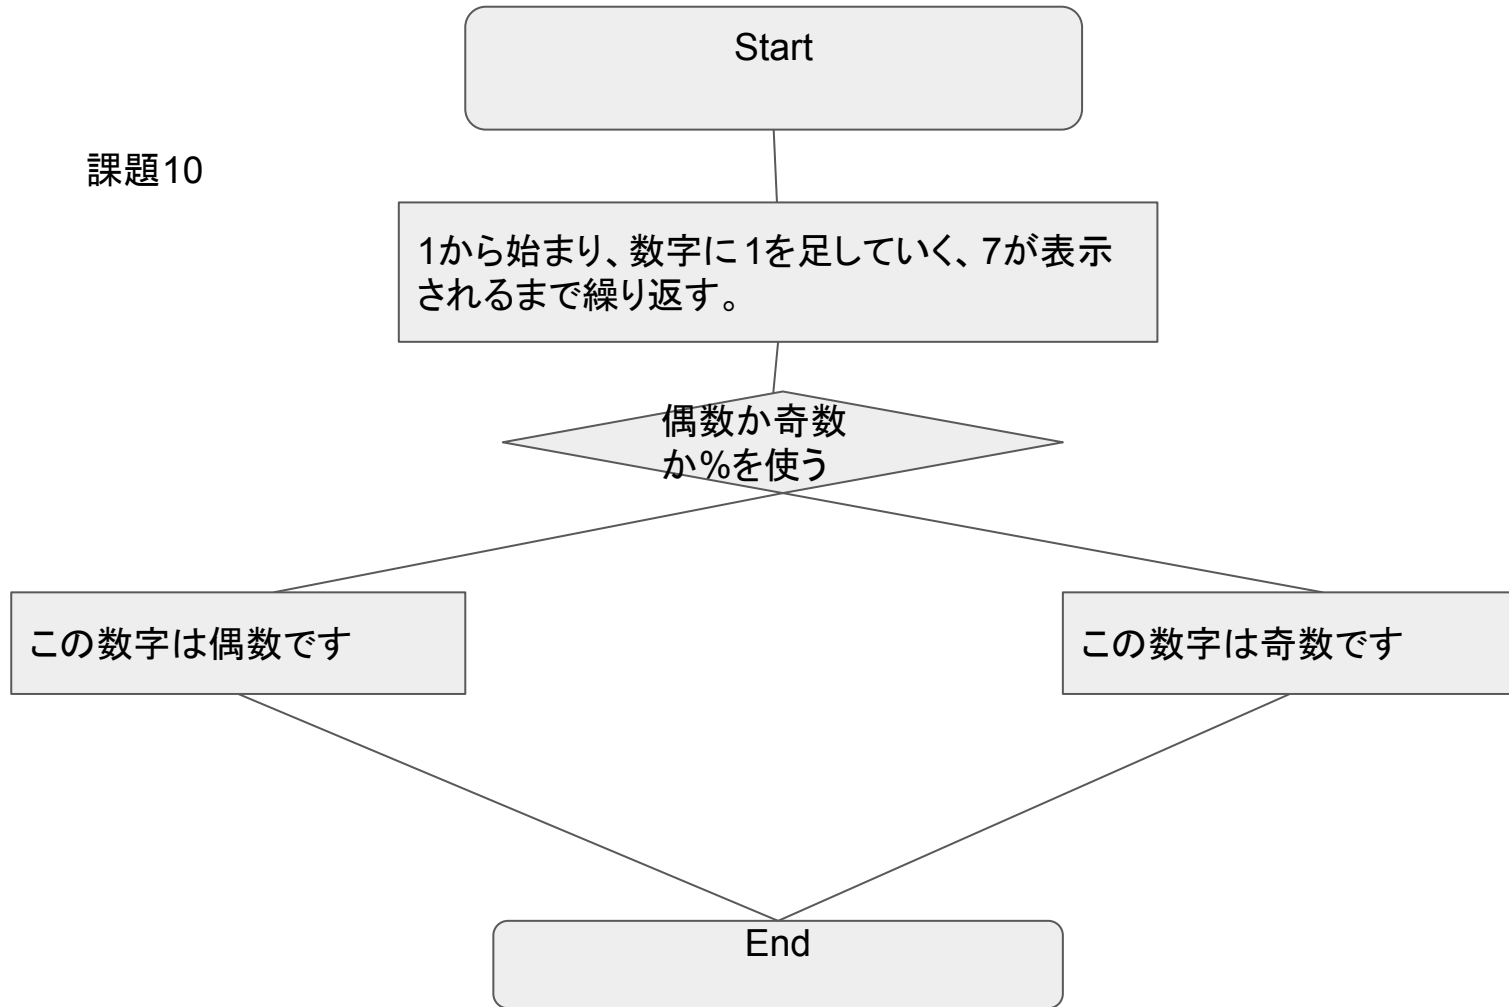 Start
課題10
1から始まり、数字に1を足していく、7が表示
されるまで繰り返す。
偶数か奇数
か%を使う
この数字は偶数です
この数字は奇数です
End